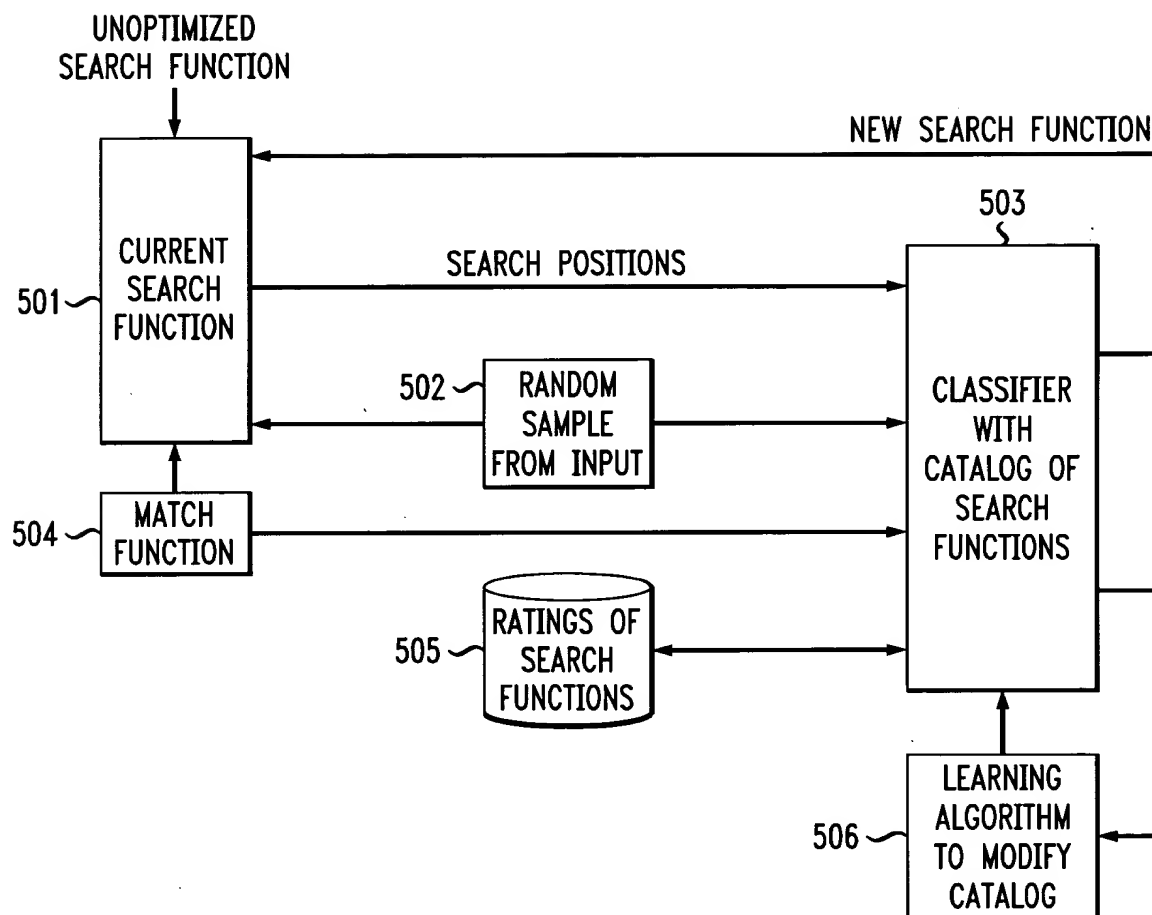 UNOPTIMIZED
SEARCH FUNCTION
NEW SEARCH FUNCTION
503
CURRENT
SEARCH
FUNCTION
501
SEARCH POSITIONS
502
RANDOM
SAMPLE
FROM INPUT
CLASSIFIER
WITH
CATALOG OF
SEARCH
FUNCTIONS
504
MATCH
FUNCTION
505
RATINGS OF
SEARCH
FUNCTIONS
506
LEARNING
ALGORITHM
TO MODIFY
CATALOG